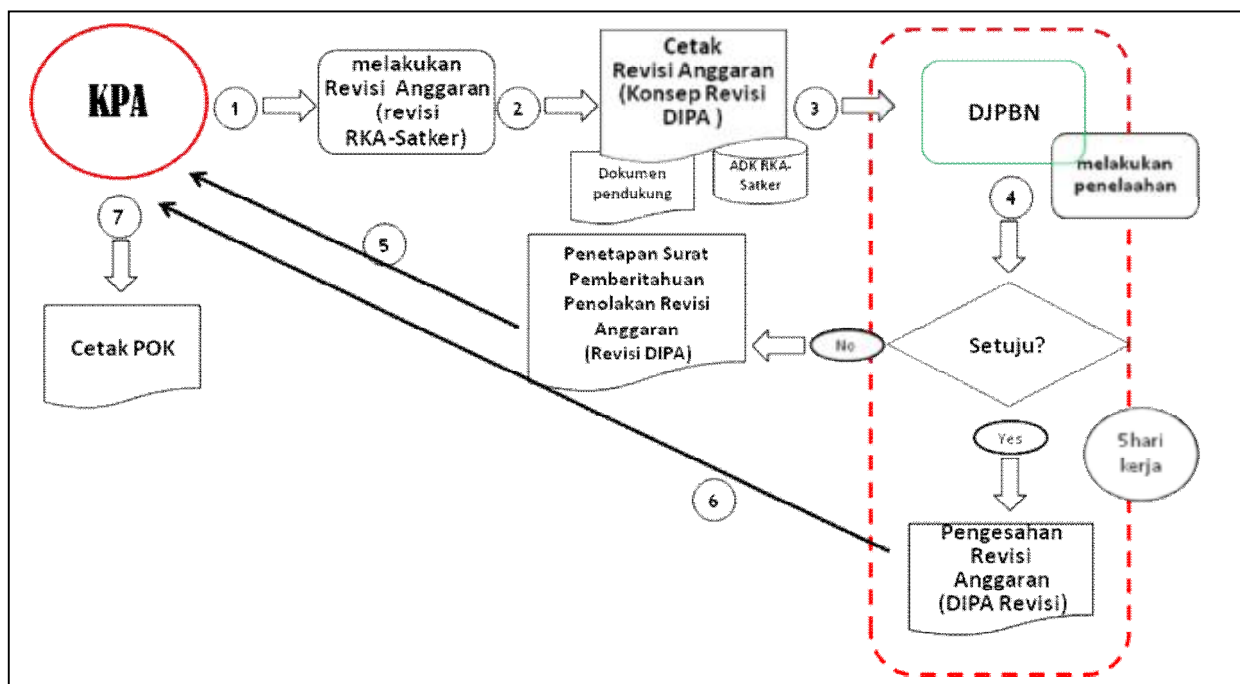 KPA
1
melakukan
Revisi Anggaran
(revisi
RKA-Satker)
2
Cetak
Revisi Anggaran
(Konsep Revisi
DIPA )
Dokumen
pendukung
ADK RKA-
Satker
3
DJPBN
melakukan
penelaahan
4
Setuju?
No
Penetapan Surat
Pemberitahuan
Penolakan Revisi
Anggaran
(Revisi DIPA)
5
Yes
5hari
kerja
Pengesahan
Revisi
Anggaran
(DIPA Revisi)
6
7
Cetak POK